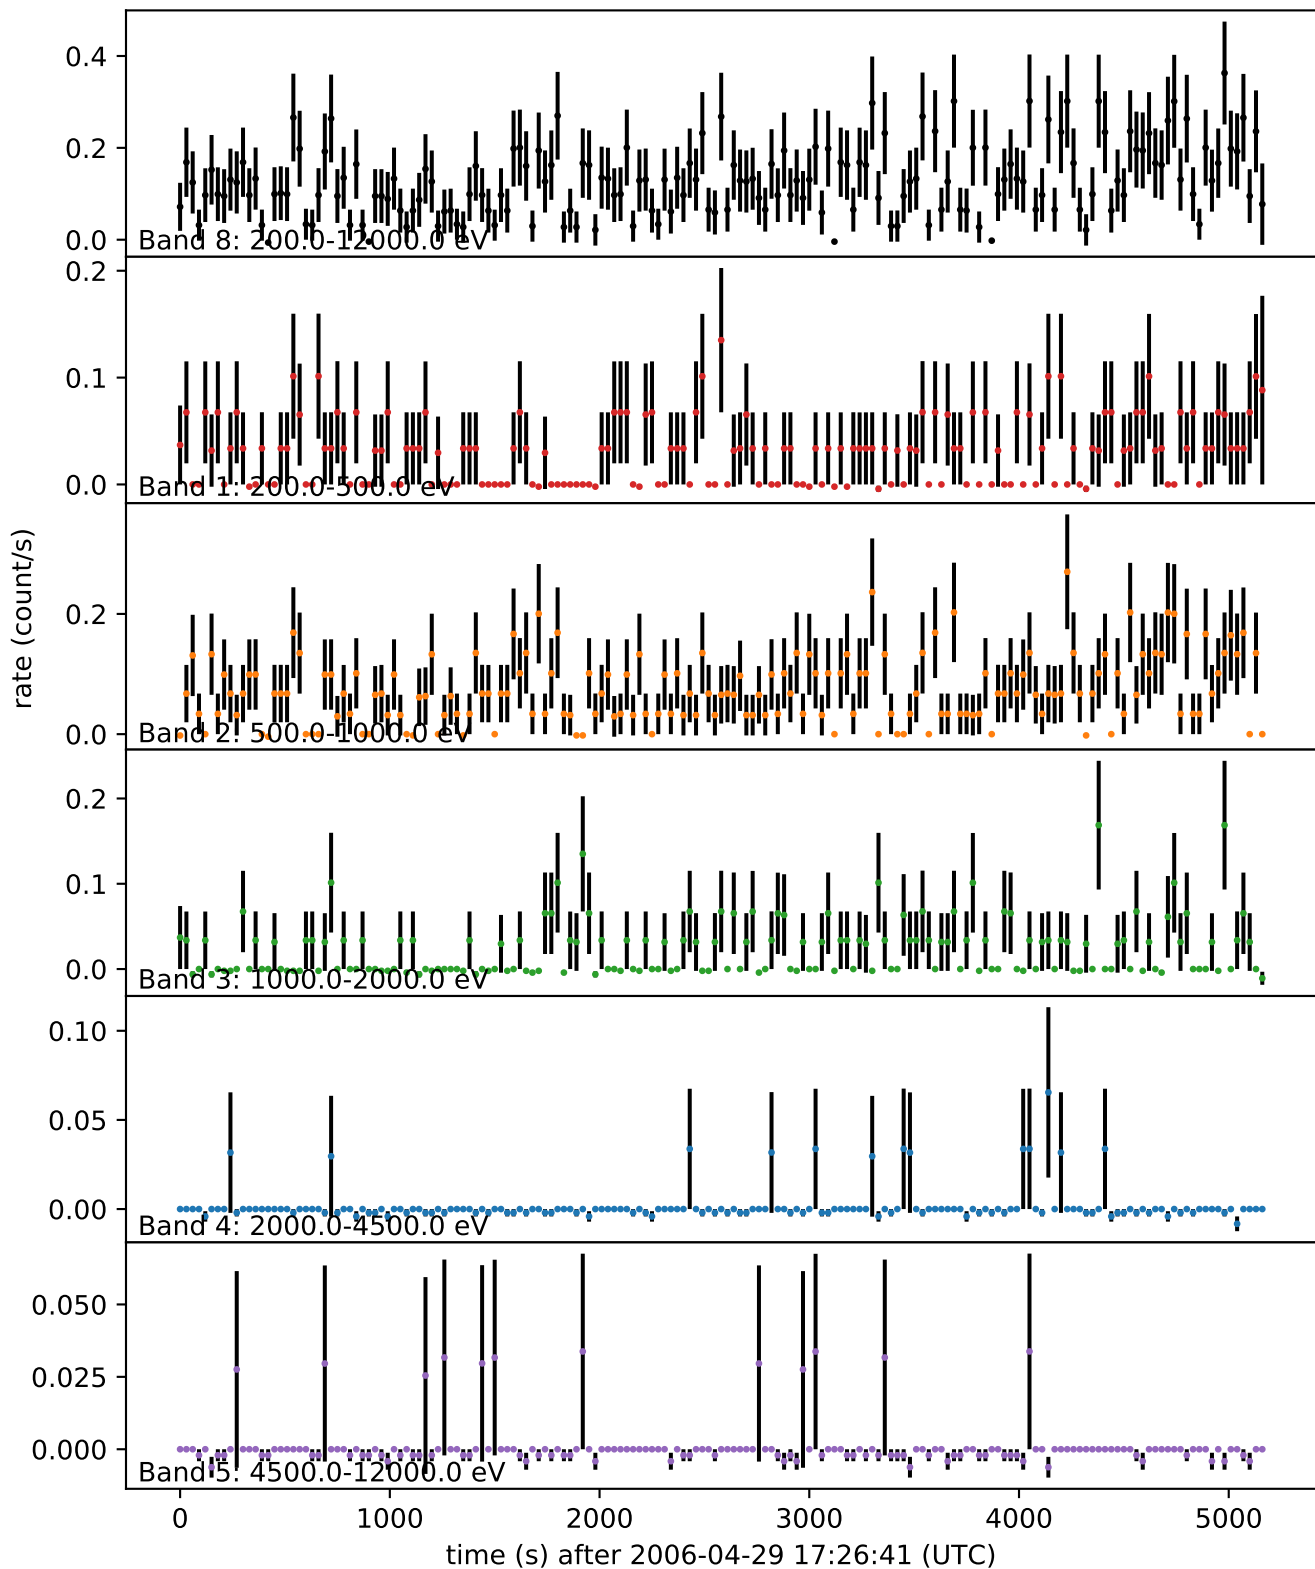 0.4
0.2
0.0
Band 8: 200.0-12000.0 eV
0.2
0.1
0.0
Band 1: 200.0-500.0 eV
rate (count/s)
0.2
0.0
Band 2: 500.0-1000.0 eV
0.2
0.1
0.0
Band 3: 1000.0-2000.0 eV
0.10
0.05
0.00
Band 4: 2000.0-4500.0 eV
0.050
0.025
0.000
Band 5: 4500.0-12000.0 eV
0 1000 2000 3000 4000 5000
time (s) after 2006-04-29 17:26:41 (UTC)